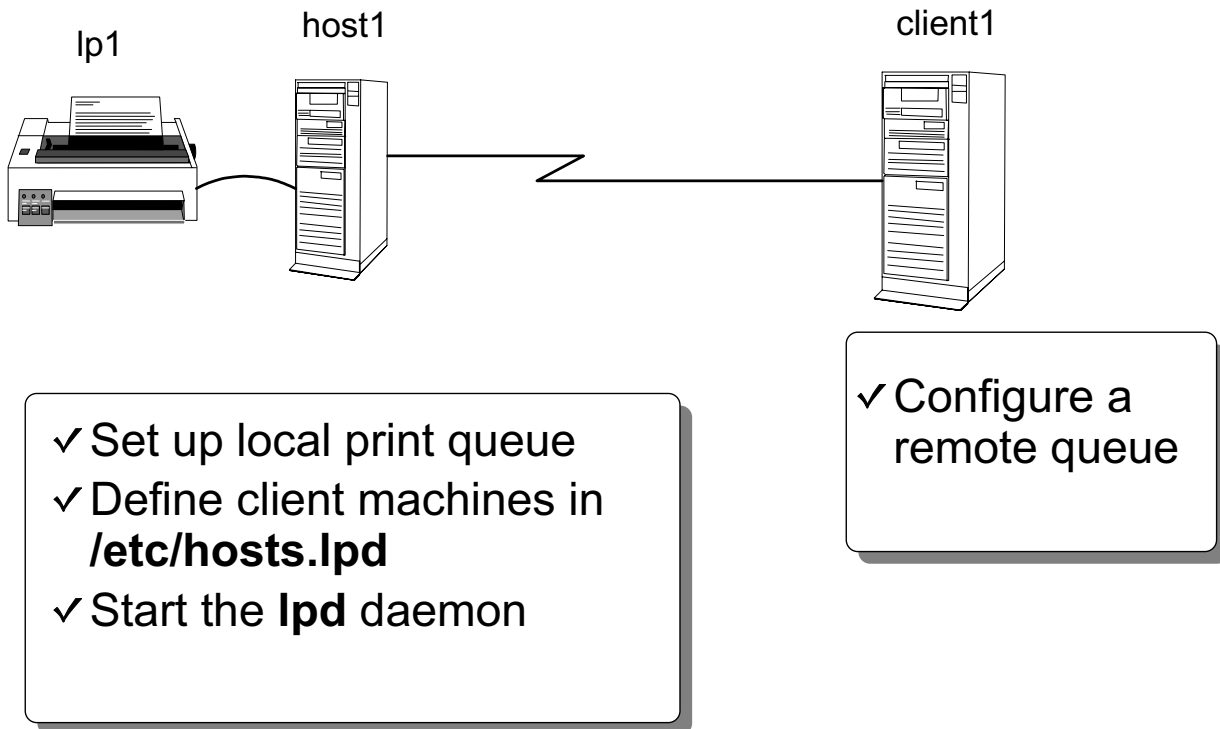 lp1
host1
client1
✓ Set up local print queue
✓ Define client machines in
/etc/hosts.lpd
✓ Start the lpd daemon
✓ Configure a
remote queue